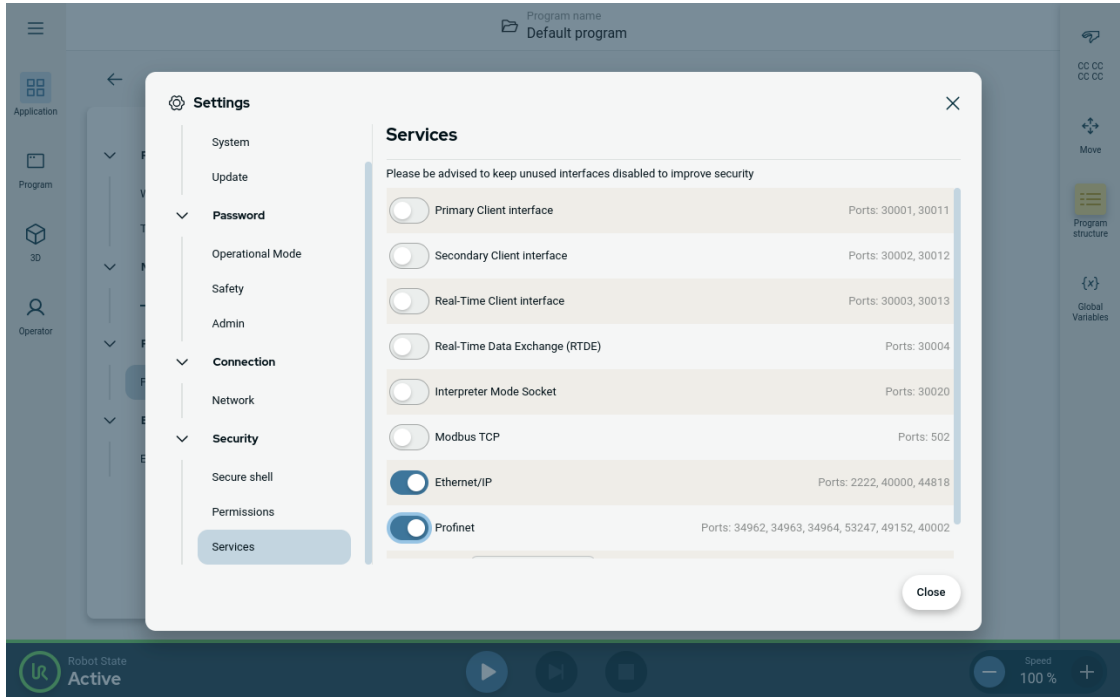 Program name
Default program
Application
Program
3D
Operator
Settings
System
Update
Password
Operational Mode
Safety
Admin
Connection
Network
Security
Secure shell
Permissions
Services
Services
Please be advised to keep unused interfaces disabled to improve security
Primary Client interface Ports: 30001, 30011
Secondary Client interface Ports: 30002, 30012
Real-Time Client interface Ports: 30003, 30013
Real-Time Data Exchange (RTDE) Ports: 30004
Interpreter Mode Socket Ports: 30020
Modbus TCP Ports: 502
Ethernet/IP Ports: 2222, 40000, 44818
Profinet Ports: 34962, 34963, 34964, 53247, 49152, 40002
Close
CC CC
CC CC
Move
Program
structure
{x}
Global
Variables
Robot State
Active
Speed
100 %